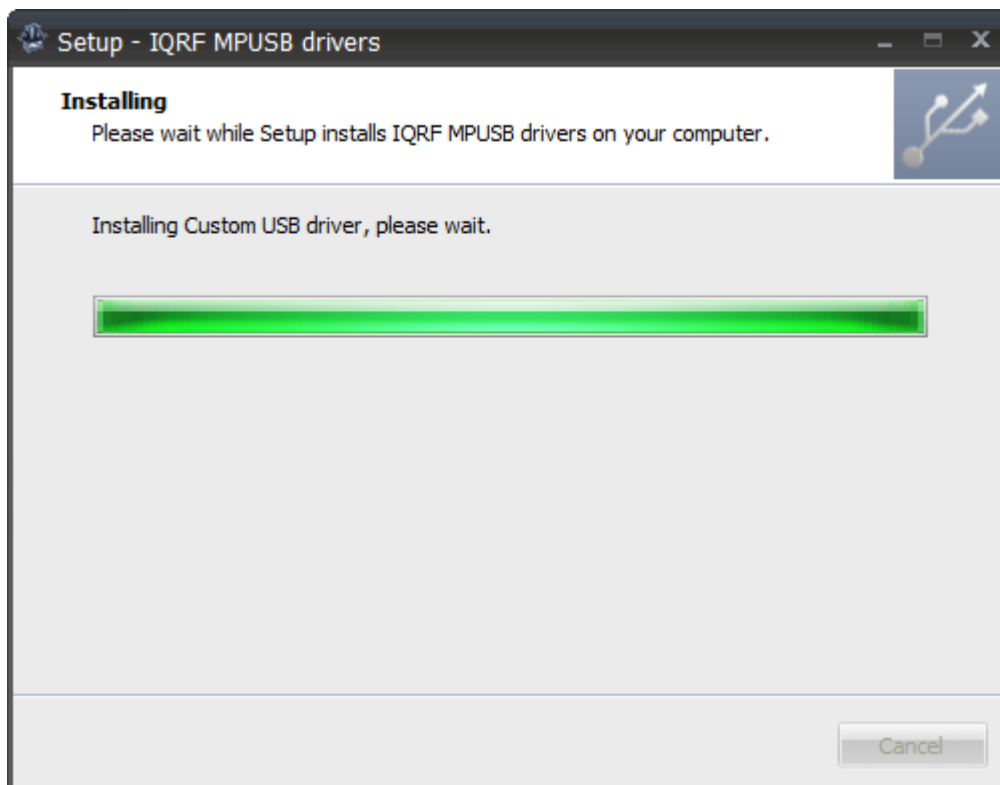 Setup - IQRF MPUSB drivers
Installing
Please wait while Setup installs IQRF MPUSB drivers on your computer.
Installing Custom USB driver, please wait.
Cancel